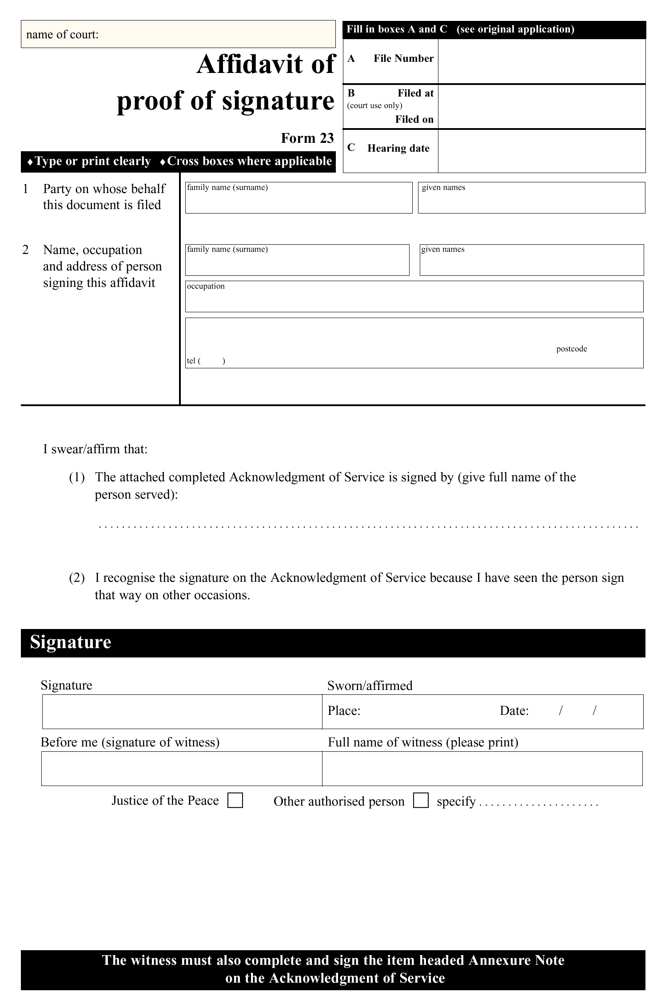 name of court:
Affidavit of
proof of signature
Form 23
♦Type or print clearly ♦Cross boxes where applicable
Fill in boxes A and C (see original application)
A File Number
B Filed at
(court use only)
Filed on
C Hearing date
1 Party on whose behalf
this document is filed
family name (surname) given names
2 Name, occupation
and address of person
signing this affidavit
family name (surname) given names
occupation
postcode
tel ( )
I swear/affirm that:
(1) The attached completed Acknowledgment of Service is signed by (give full name of the
person served):
. . . . . . . . . . . . . . . . . . . . . . . . . . . . . . . . . . . . . . . . . . . . . . . . . . . . . . . . . . . . . . . . . . . . . . . . . . . . . . . . . . . . . . . . . . . . .
(2) I recognise the signature on the Acknowledgment of Service because I have seen the person sign
that way on other occasions.
Signature
Signature Sworn/affirmed
Place: Date: / /
Before me (signature of witness) Full name of witness (please print)
Justice of the Peace Other authorised person specify . . . . . . . . . . . . . . . . . . . . .
The witness must also complete and sign the item headed Annexure Note
on the Acknowledgment of Service